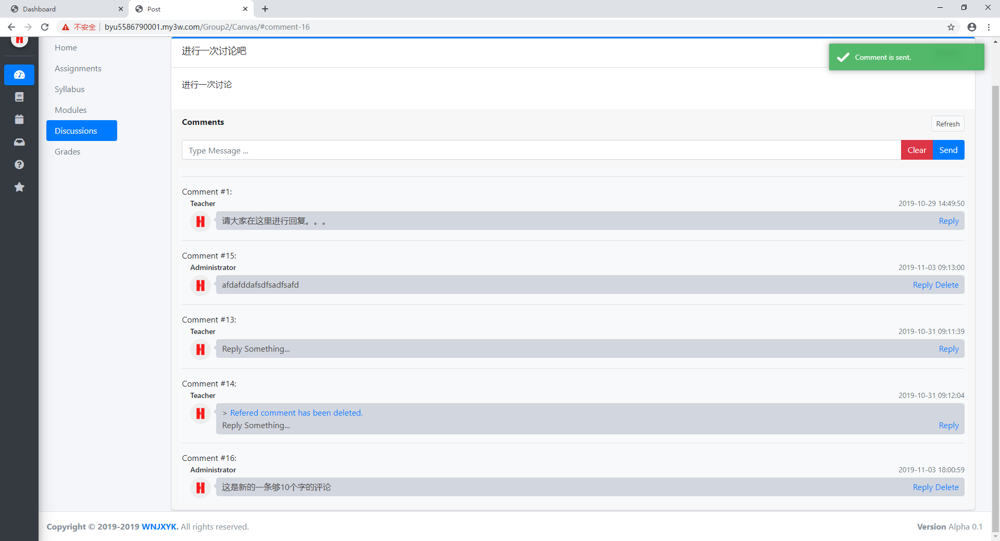 Dashboard
Post
不安全
byu5586790001.my3w.com/Group2/Canvas/#comment-16
Home
Assignments
Syllabus
Modules
Discussions
Grades
进行一次讨论吧
Comment is sent.
进行一次讨论
Comments
Refresh
Type Message ...
Clear
Send
Comment #1:
Teacher
2019-10-29 14:49:50
请大家在这里进行回复。。。
Reply
Comment #15:
Administrator
2019-11-03 09:13:00
afdafddafsdfsadfsafd
Reply Delete
Comment #13:
Teacher
2019-10-31 09:11:39
Reply Something...
Reply
Comment #14:
Teacher
2019-10-31 09:12:04
> Refered comment has been deleted.
Reply Something...
Reply
Comment #16:
Administrator
2019-11-03 18:00:59
这是新的一条够10个字的评论
Reply Delete
Copyright © 2019-2019 WNJXYK. All rights reserved.
Version Alpha 0.1